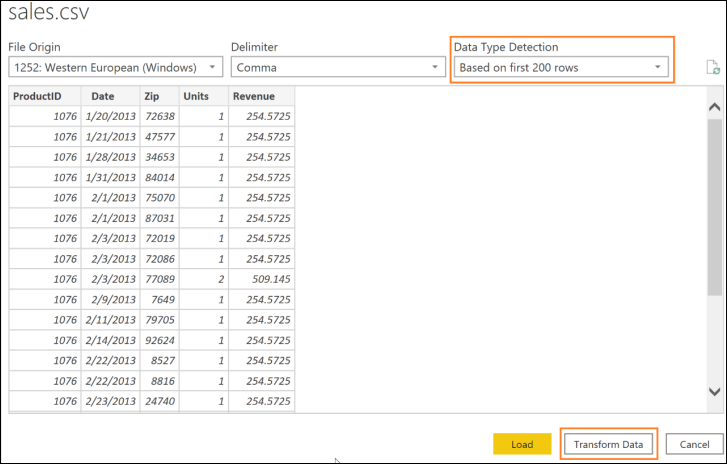 sales.csv
File Origin Delimiter Data Type Detection
1252: Western European (Windows) Comma Based on first 200 rows
ProductID Date Zip Units Revenue
1076 1/20/2013 72638 1 254.5725
1076 1/21/2013 47577 1 254.5725
1076 1/28/2013 34653 1 254.5725
1076 1/31/2013 84014 1 254.5725
1076 2/1/2013 75070 1 254.5725
1076 2/1/2013 87031 1 254.5725
1076 2/3/2013 72019 1 254.5725
1076 2/3/2013 72086 1 254.5725
1076 2/3/2013 77089 2 509.145
1076 2/9/2013 7649 1 254.5725
1076 2/11/2013 79705 1 254.5725
1076 2/14/2013 92624 1 254.5725
1076 2/22/2013 8527 1 254.5725
1076 2/22/2013 8816 1 254.5725
1076 2/23/2013 24740 1 254.5725
Load Transform Data Cancel